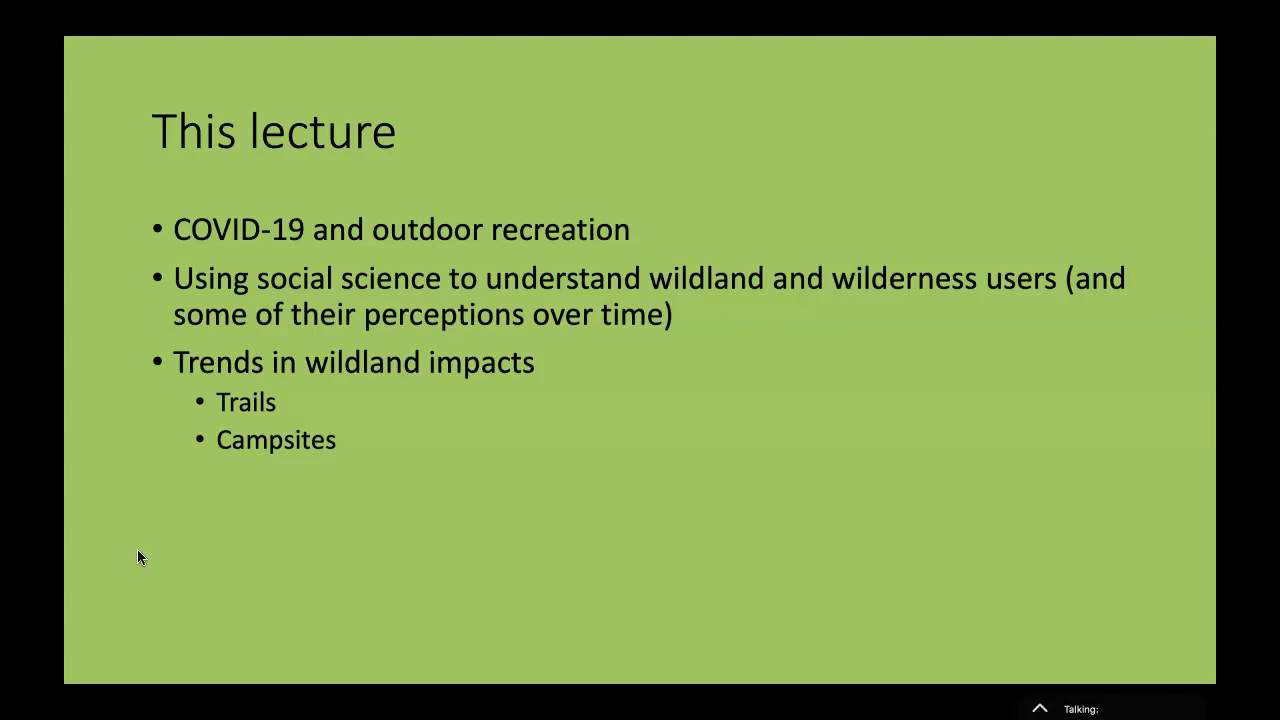 This lecture
• COVID-19 and outdoor recreation
• Using social science to understand wildland and wilderness users (and
some of their perceptions over time)
• Trends in wildland impacts
• Trails
• Campsites
Talking: